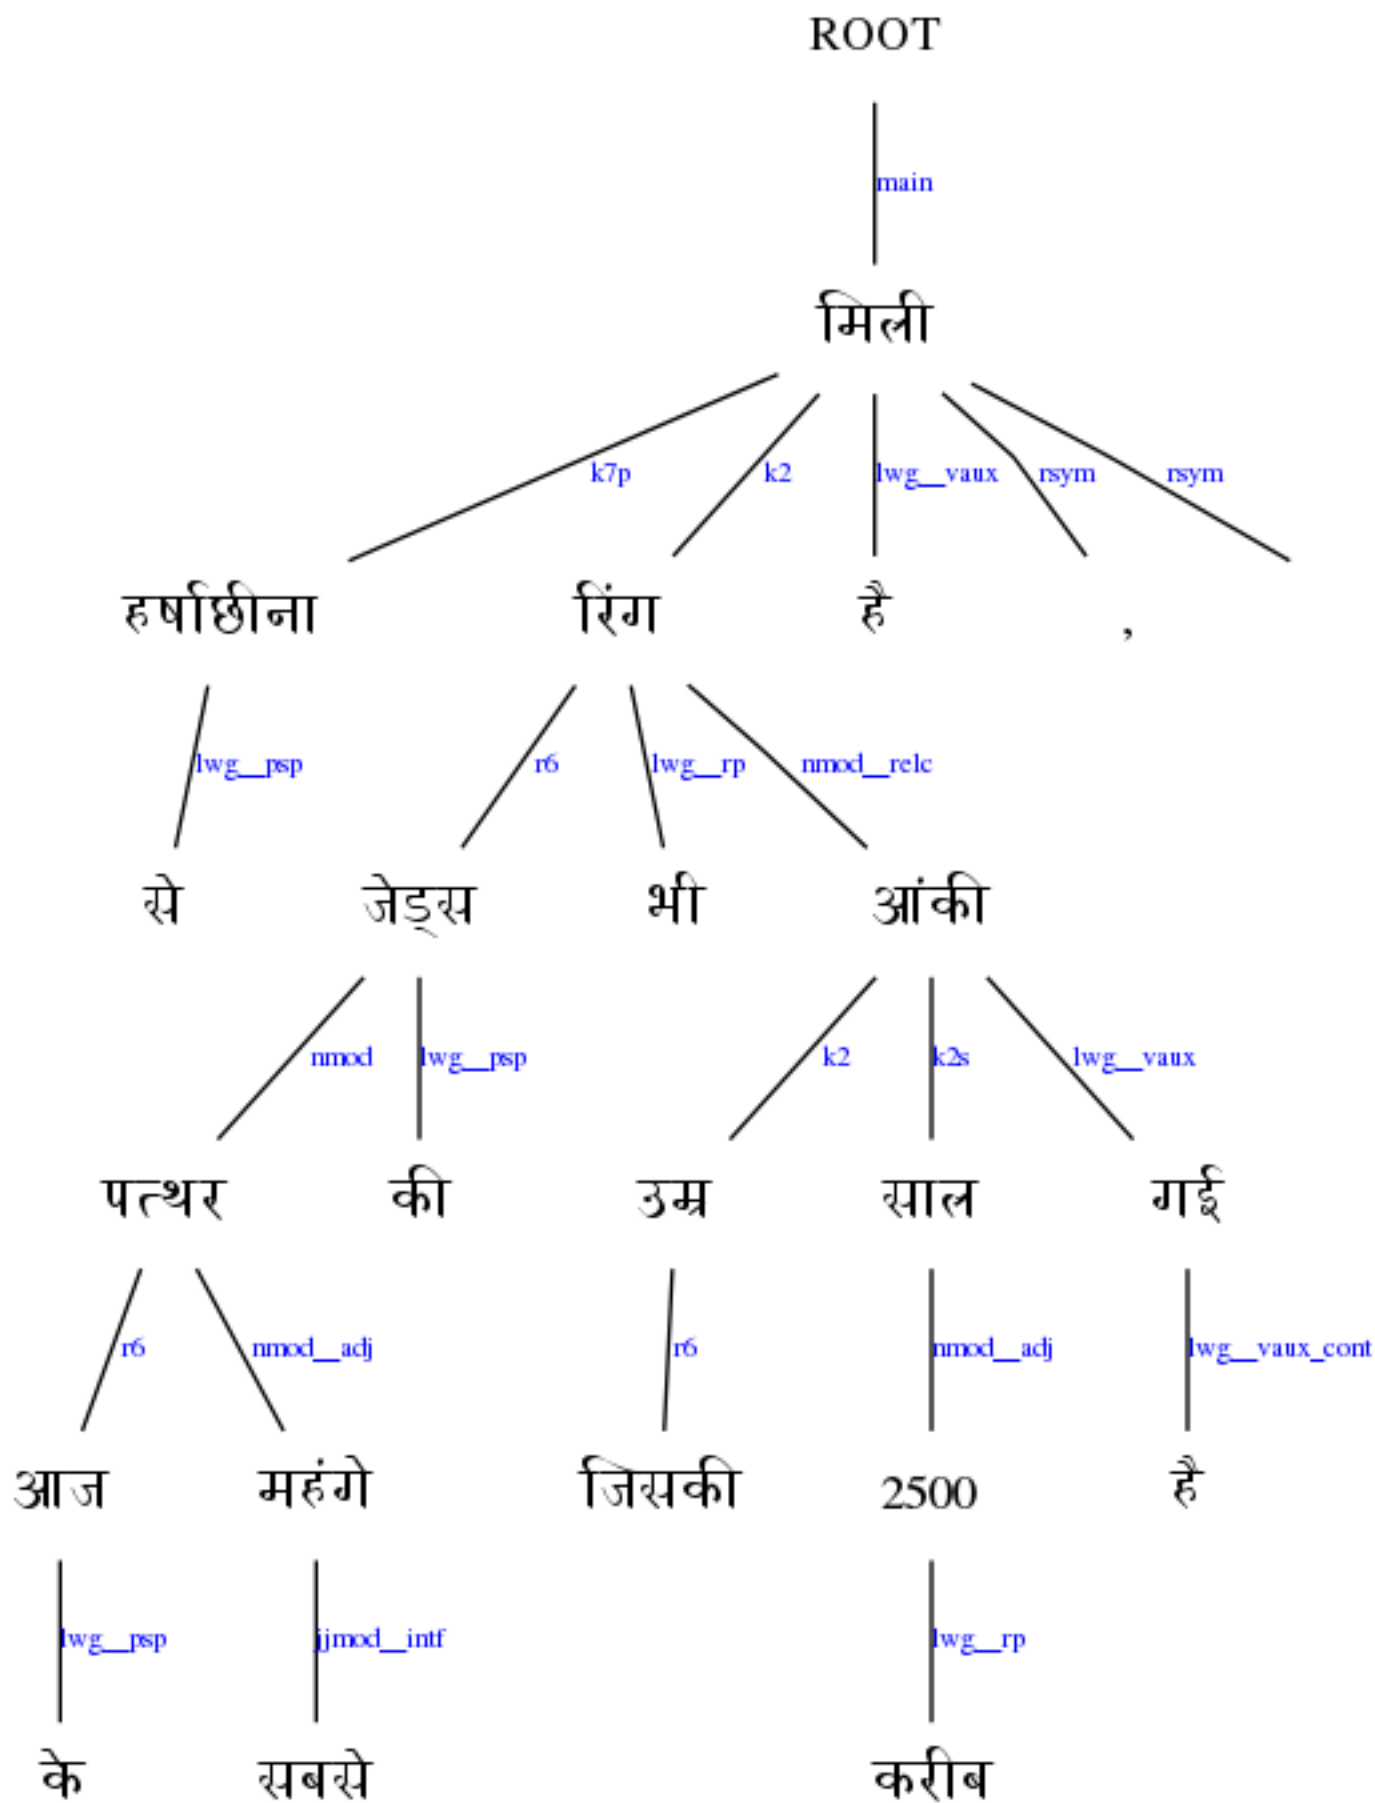 ROOT
main
मिली
k7p k2 lwg__vaux rsym rsym
हर्षाछीना रिंग है ,
lwg__psp r6 lwg__rp nmod__relc
से जेड्स भी आंकी
nmod lwg__psp k2 k2s lwg__vaux
पत्थर की उम्र साल गई
r6 nmod__adj r6 nmod__adj lwg__vaux_cont
आज महंगे जिसकी 2500 है
lwg__psp jjmod__intf lwg__rp
के सबसे करीब